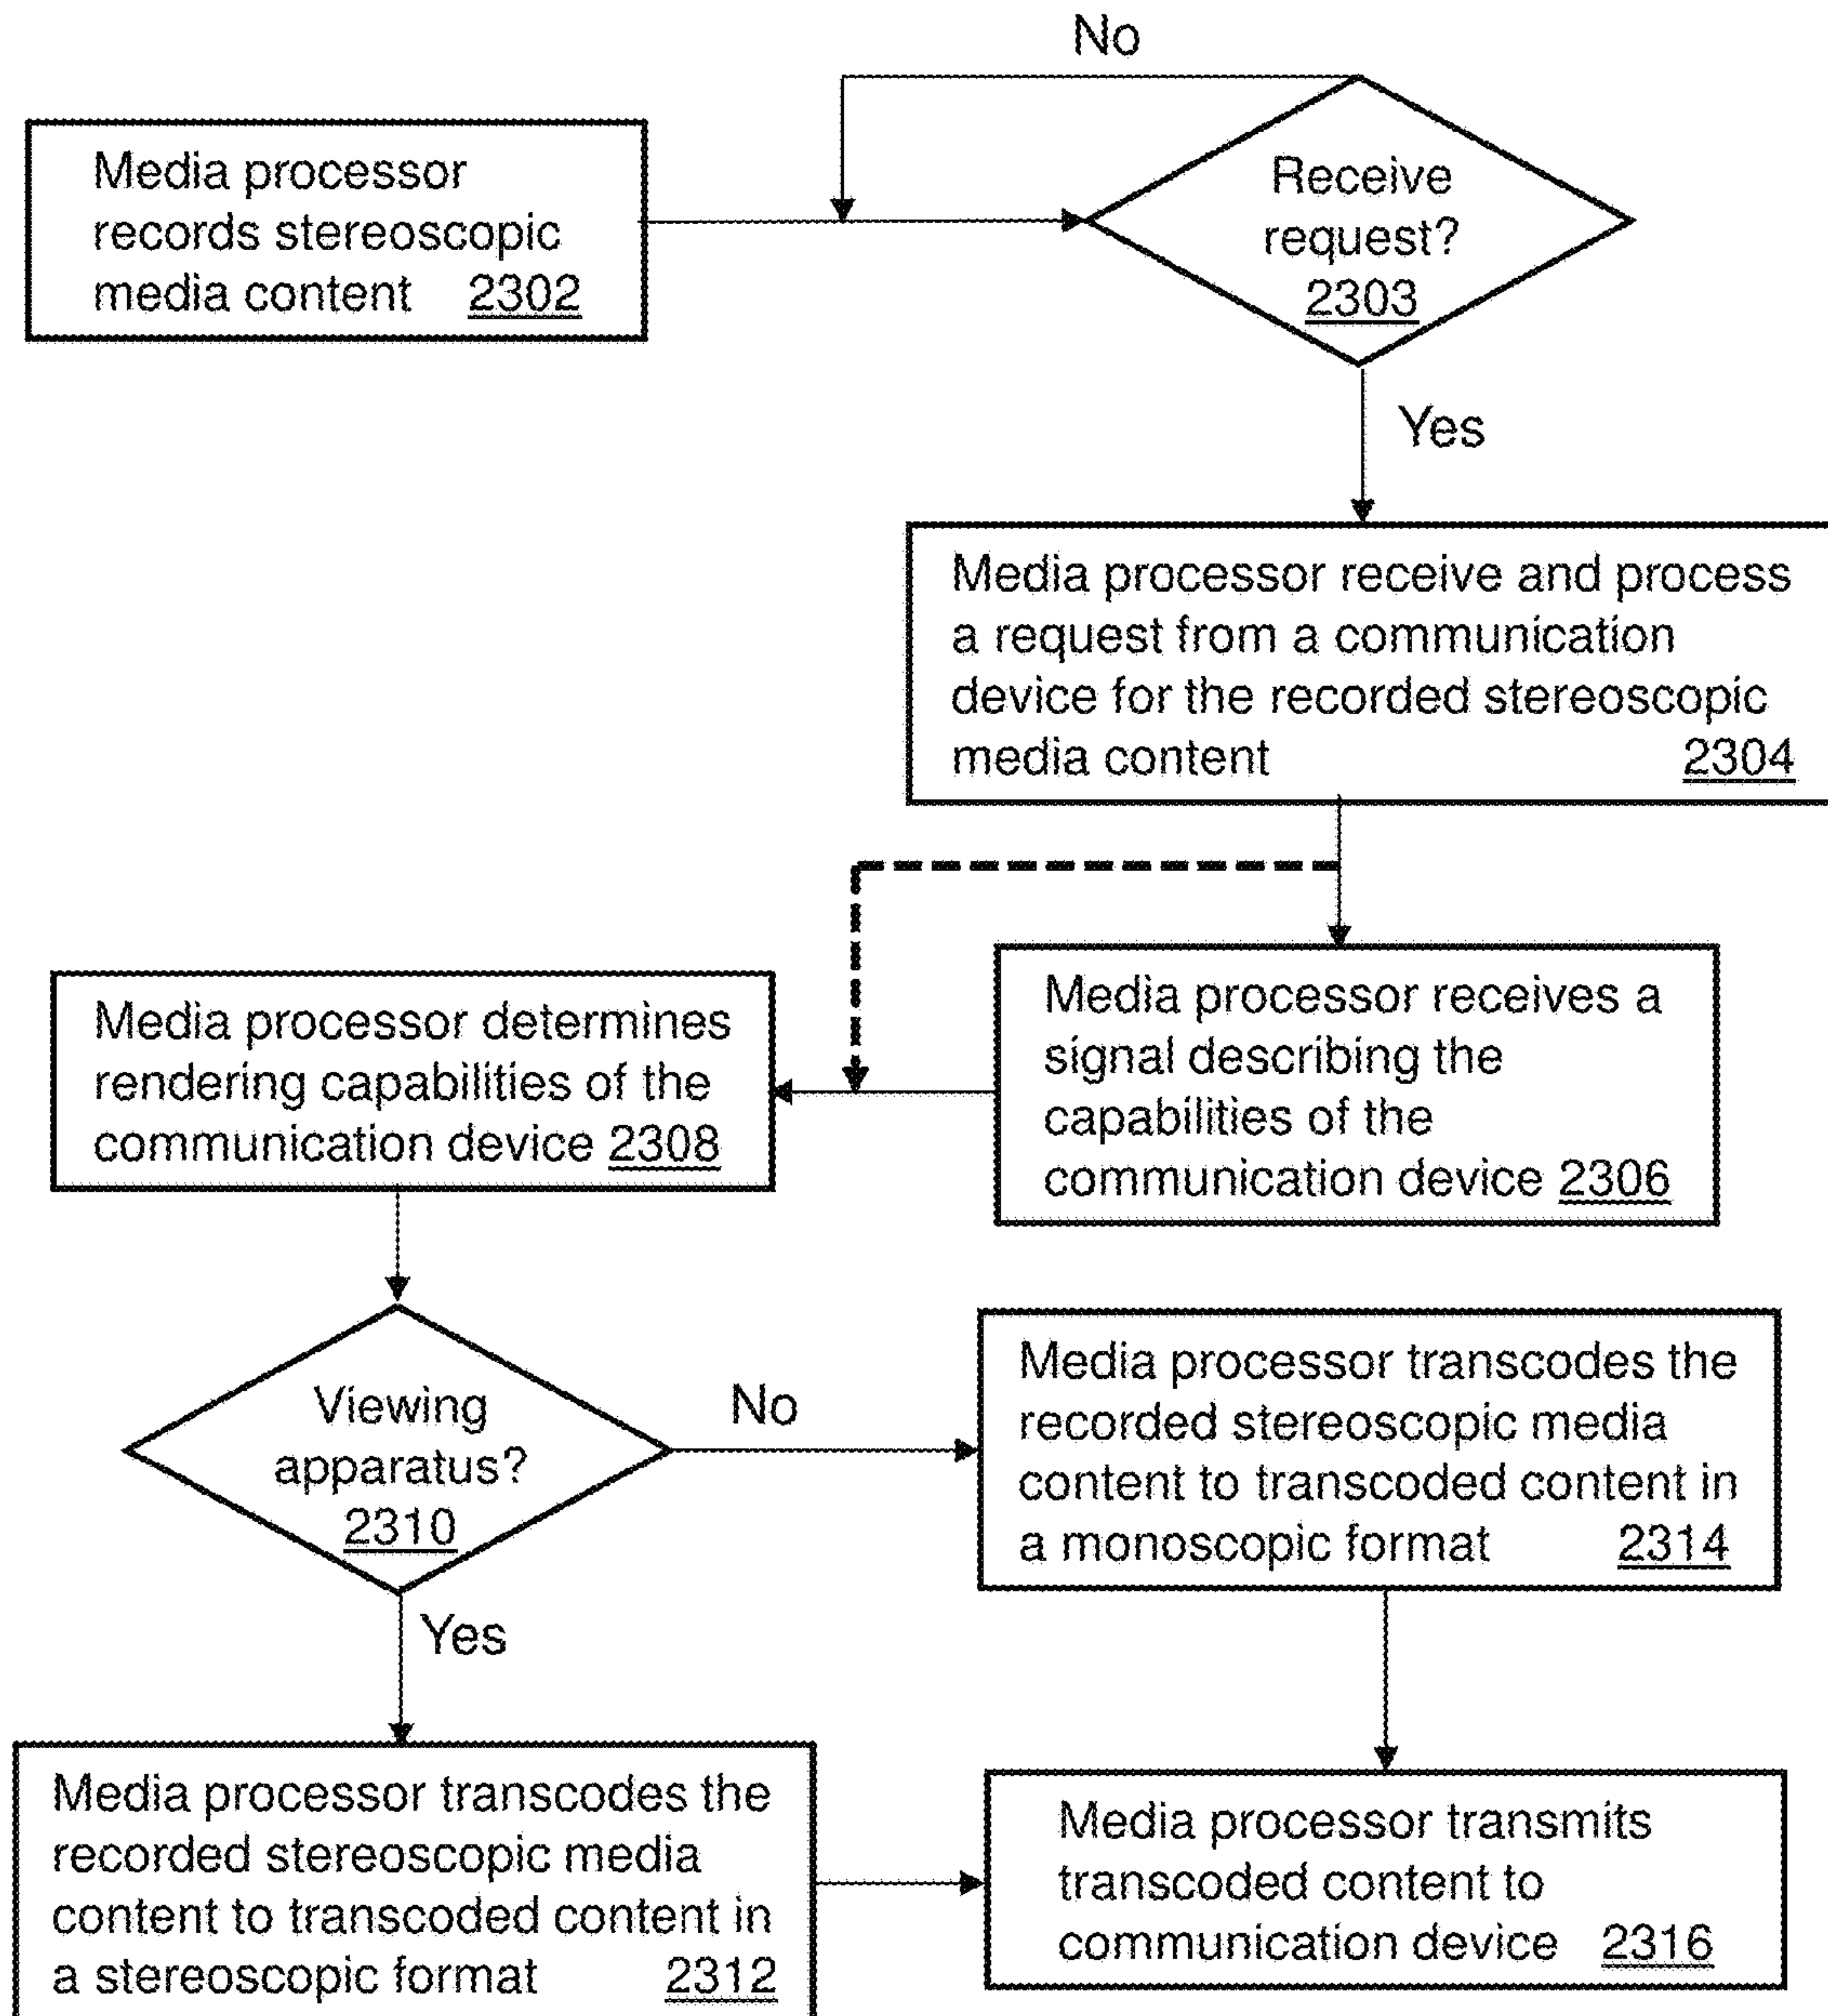 No
Media processor
records stereoscopic
media content 2302
Receive
request?
2303
Yes
Media processor receive and process
a request from a communication
device for the recorded stereoscopic
media content 2304
Media processor receives a
signal describing the
capabilities of the
communication device 2306
Media processor determines
rendering capabilities of the
communication device 2308
Viewing
apparatus?
2310
No
Yes
Media processor transcodes the
recorded stereoscopic media
content to transcoded content in
a monoscopic format 2314
Media processor transcodes the
recorded stereoscopic media
content to transcoded content in
a stereoscopic format 2312
Media processor transmits
transcoded content to
communication device 2316